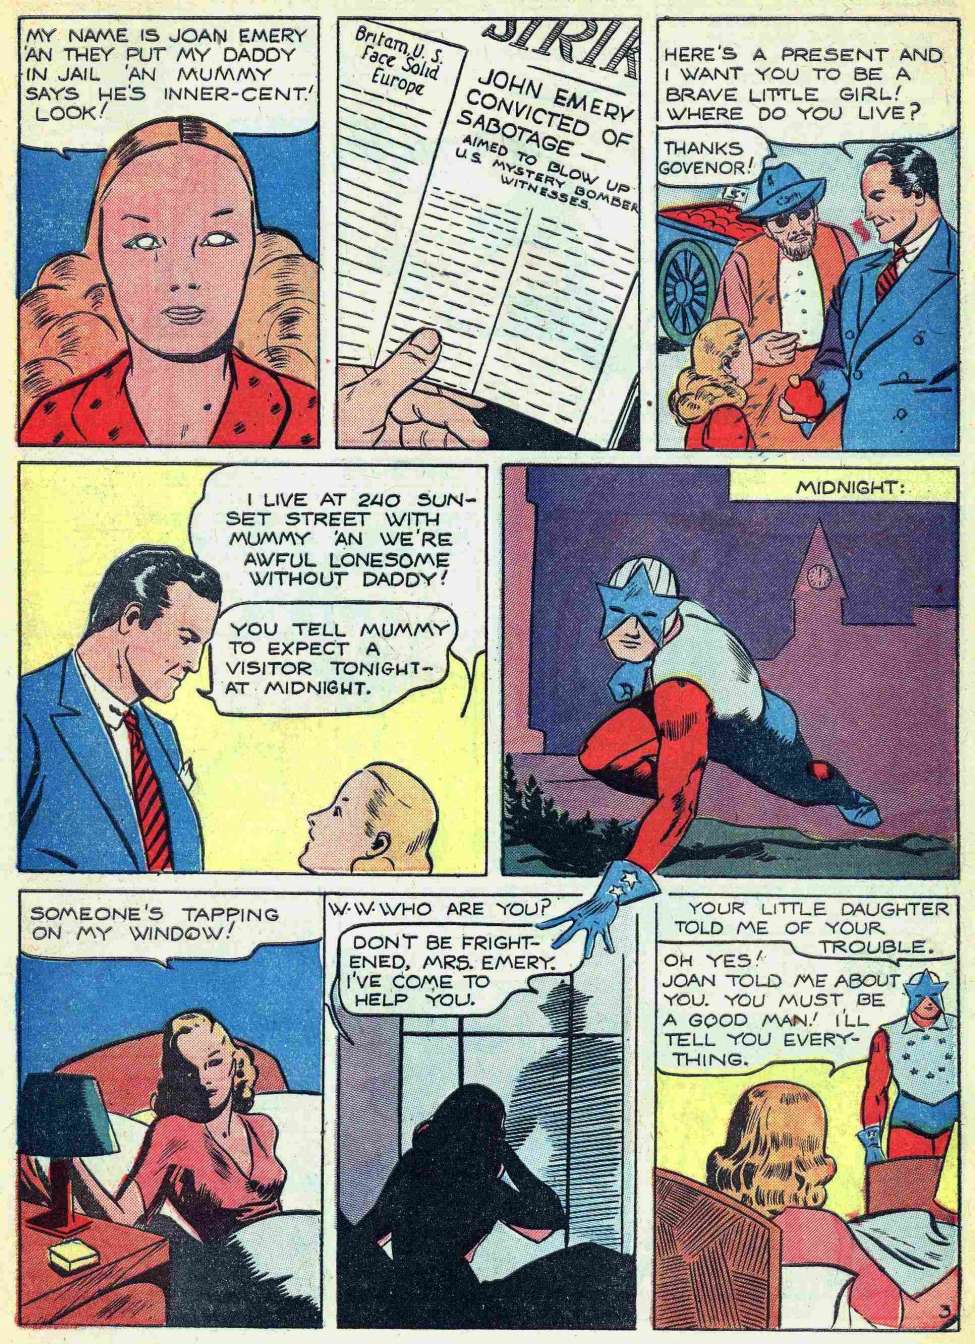 MY NAME IS JOAN EMERY
'AN THEY PUT MY DADDY
IN JAIL 'AN MUMMY
SAYS HE'S INNER-CENT!
LOOK!
Britain, U.S.
Face Solid
Europe
STRIK
JOHN EMERY
CONVICTED OF
SABOTAGE —
AIMED TO BLOW UP
U.S. MYSTERY BOMBER
WITNESSES.
HERE'S A PRESENT AND
I WANT YOU TO BE A
BRAVE LITTLE GIRL!
WHERE DO YOU LIVE?
THANKS
GOVENOR!
5¢
I LIVE AT 240 SUN-
SET STREET WITH
MUMMY 'AN WE'RE
AWFUL LONESOME
WITHOUT DADDY!
YOU TELL MUMMY
TO EXPECT A
VISITOR TONIGHT-
AT MIDNIGHT.
MIDNIGHT:
SOMEONE'S TAPPING
ON MY WINDOW!
W-W-WHO ARE YOU?
DON'T BE FRIGHT-
ENED, MRS. EMERY.
I'VE COME TO
HELP YOU.
YOUR LITTLE DAUGHTER
TOLD ME OF YOUR
TROUBLE.
OH YES!
JOAN TOLD ME ABOUT
YOU. YOU MUST BE
A GOOD MAN! I'LL
TELL YOU EVERY-
THING.
3